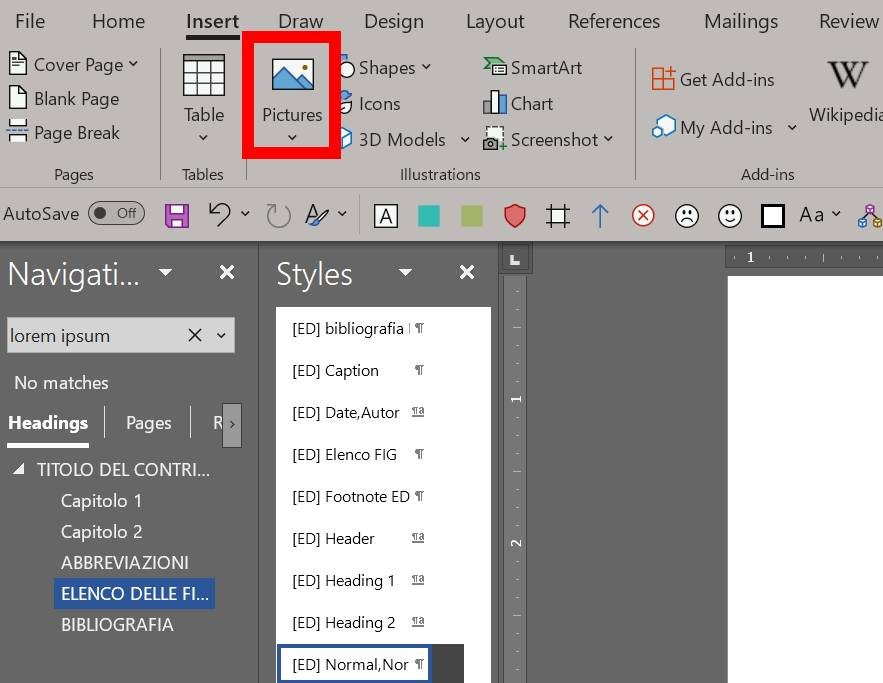 File Home Insert Draw Design Layout References Mailings Review
Cover Page
Blank Page
Page Break
Pages
Table
Tables
Pictures
Shapes
Icons
3D Models
SmartArt
Chart
Screenshot
Illustrations
Get Add-ins
My Add-ins
Wikipedia
Add-ins
AutoSave Off A Aa
Navigati...
lorem ipsum
No matches
Headings Pages R
TITOLO DEL CONTRI...
Capitolo 1
Capitolo 2
ABBREVIAZIONI
ELENCO DELLE FI...
BIBLIOGRAFIA
Styles
[ED] bibliografia ¶
[ED] Caption ¶
[ED] Date,Autor ¶a
[ED] Elenco FIG ¶
[ED] Footnote ED ¶
[ED] Header ¶a
[ED] Heading 1 ¶a
[ED] Heading 2 ¶a
[ED] Normal,Nor ¶
L
1
1
2